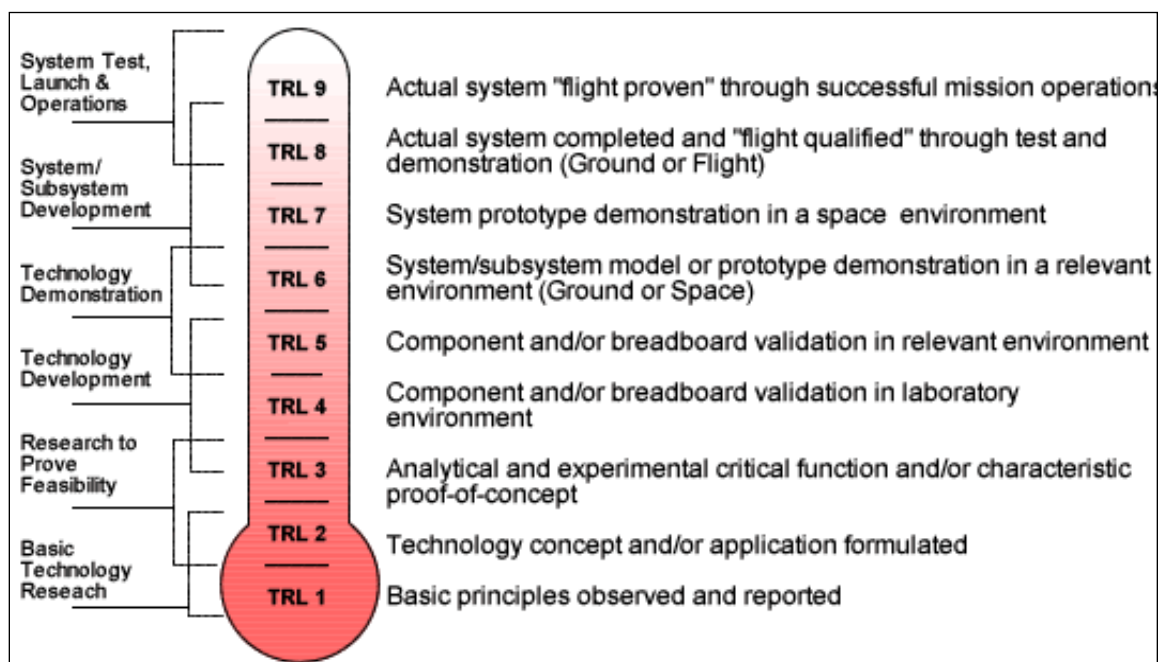 System Test,
Launch &
Operations
System/
Subsystem
Development
Technology
Demonstration
Technology
Development
Research to
Prove
Feasibility
Basic
Technology
Reseach
TRL 9
TRL 8
TRL 7
TRL 6
TRL 5
TRL 4
TRL 3
TRL 2
TRL 1
Actual system "flight proven" through successful mission operations
Actual system completed and "flight qualified" through test and
demonstration (Ground or Flight)
System prototype demonstration in a space environment
System/subsystem model or prototype demonstration in a relevant
environment (Ground or Space)
Component and/or breadboard validation in relevant environment
Component and/or breadboard validation in laboratory
environment
Analytical and experimental critical function and/or characteristic
proof-of-concept
Technology concept and/or application formulated
Basic principles observed and reported